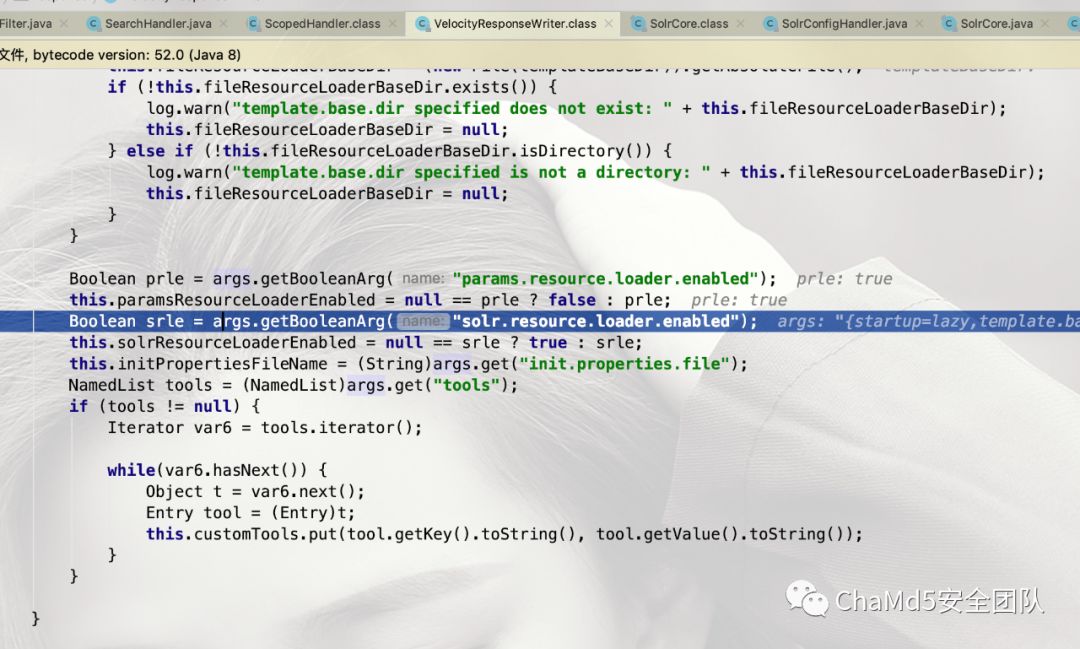 Filter.java SearchHandler.java ScopedHandler.class VelocityResponseWriter.class SolrCore.class SolrConfigHandler.java SolrCore.java
文件, bytecode version: 52.0 (Java 8)
if (!this.fileResourceLoaderBaseDir.exists()) {
log.warn("template.base.dir specified does not exist: " + this.fileResourceLoaderBaseDir);
this.fileResourceLoaderBaseDir = null;
} else if (!this.fileResourceLoaderBaseDir.isDirectory()) {
log.warn("template.base.dir specified is not a directory: " + this.fileResourceLoaderBaseDir);
this.fileResourceLoaderBaseDir = null;
}
}
Boolean prle = args.getBooleanArg( name: "params.resource.loader.enabled"); prle: true
this.paramsResourceLoaderEnabled = null == prle ? false : prle; prle: true
Boolean srle = args.getBooleanArg( name: "solr.resource.loader.enabled"); args: "{startup=lazy,template.ba
this.solrResourceLoaderEnabled = null == srle ? true : srle;
this.initPropertiesFileName = (String)args.get("init.properties.file");
NamedList tools = (NamedList)args.get("tools");
if (tools != null) {
Iterator var6 = tools.iterator();
while(var6.hasNext()) {
Object t = var6.next();
Entry tool = (Entry)t;
this.customTools.put(tool.getKey().toString(), tool.getValue().toString());
}
}
}
ChaMd5安全团队